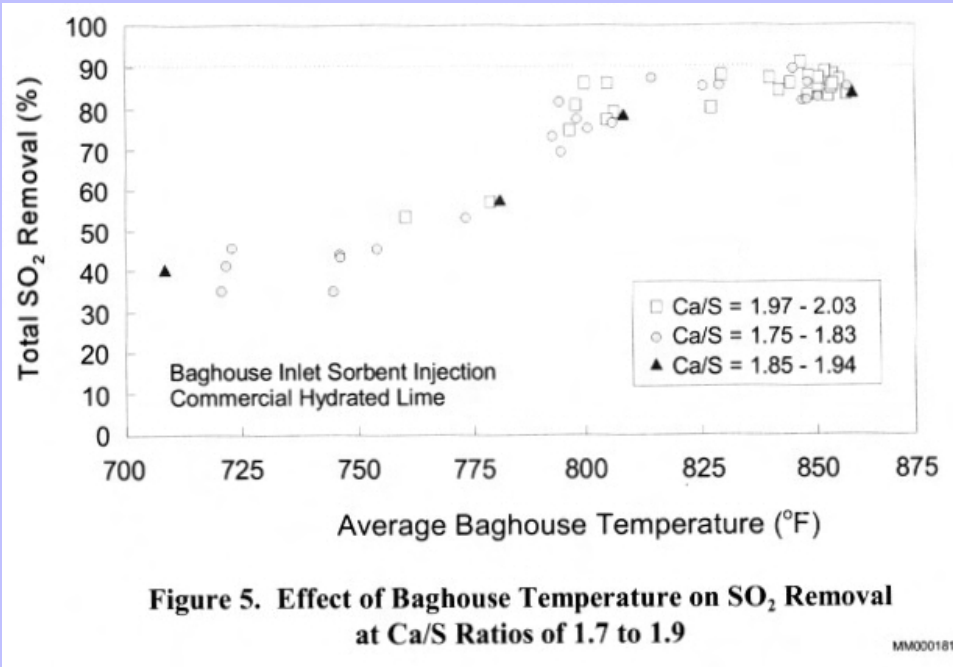 100
90
80
70
60
50
40
30
20
10
0
Total SO₂ Removal (%)
Baghouse Inlet Sorbent Injection
Commercial Hydrated Lime
Ca/S = 1.97 - 2.03
Ca/S = 1.75 - 1.83
Ca/S = 1.85 - 1.94
700 725 750 775 800 825 850 875
Average Baghouse Temperature (°F)
Figure 5. Effect of Baghouse Temperature on SO₂ Removal
at Ca/S Ratios of 1.7 to 1.9
MM000181